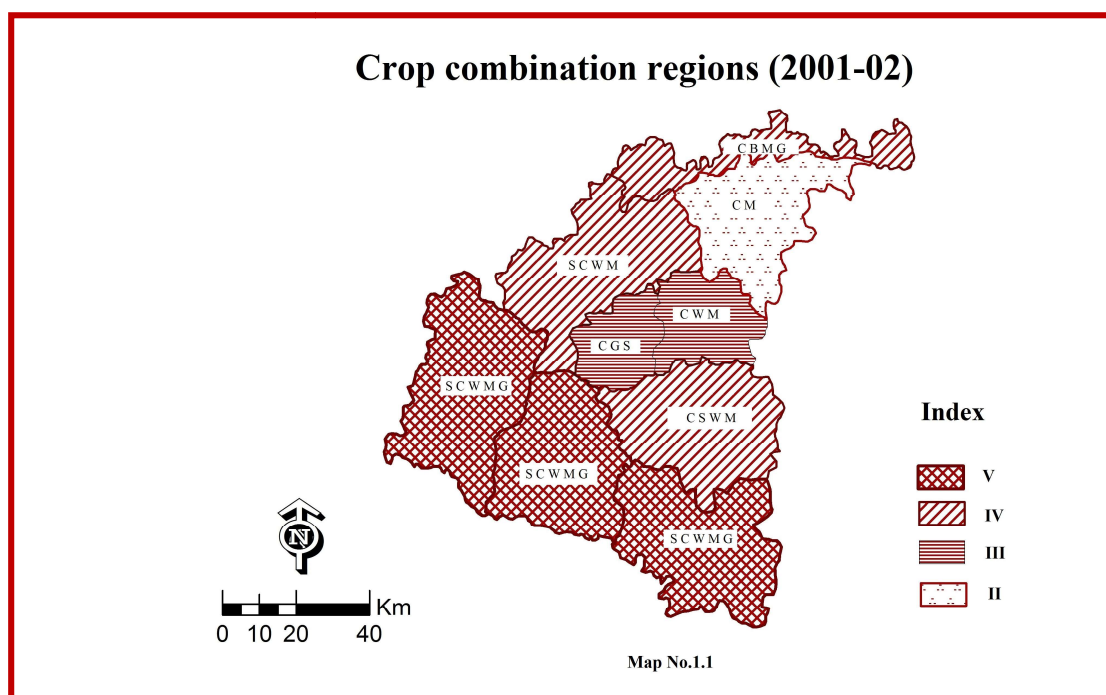 Crop combination regions (2001-02)
CBMG
CM
SCWM
CWM
CGS
SCWMG
CSWM
SCWMG
SCWMG
Index
V
IV
III
II
N
Km
0 10 20 40
Map No.1.1